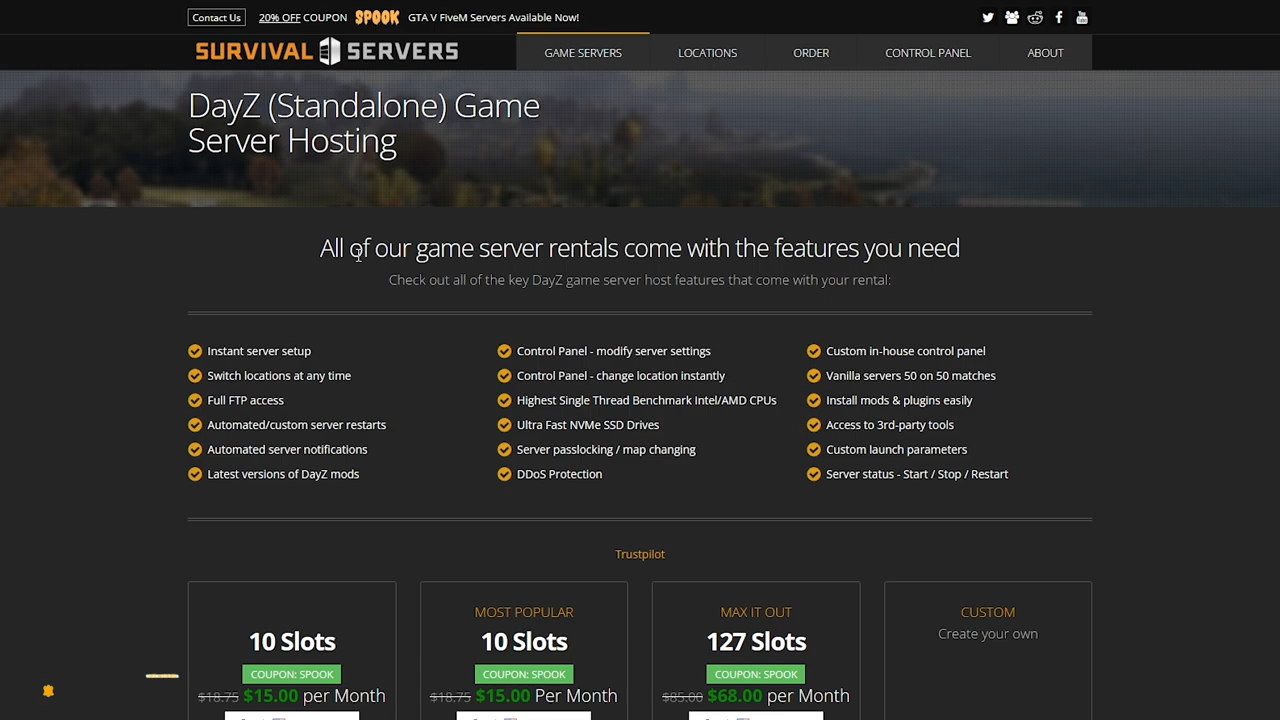 Contact Us 20% OFF COUPON SPOOK GTA V FiveM Servers Available Now!
SURVIVAL SERVERS
GAME SERVERS LOCATIONS ORDER CONTROL PANEL ABOUT
DayZ (Standalone) Game
Server Hosting
All of our game server rentals come with the features you need
Check out all of the key DayZ game server host features that come with your rental:
Instant server setup
Switch locations at any time
Full FTP access
Automated/custom server restarts
Automated server notifications
Latest versions of DayZ mods
Control Panel - modify server settings
Control Panel - change location instantly
Highest Single Thread Benchmark Intel/AMD CPUs
Ultra Fast NVMe SSD Drives
Server passlocking / map changing
DDoS Protection
Custom in-house control panel
Vanilla servers 50 on 50 matches
Install mods & plugins easily
Access to 3rd-party tools
Custom launch parameters
Server status - Start / Stop / Restart
Trustpilot
10 Slots
COUPON: SPOOK
$18.75 $15.00 per Month
MOST POPULAR
10 Slots
COUPON: SPOOK
$18.75 $15.00 Per Month
MAX IT OUT
127 Slots
COUPON: SPOOK
$85.00 $68.00 per Month
CUSTOM
Create your own